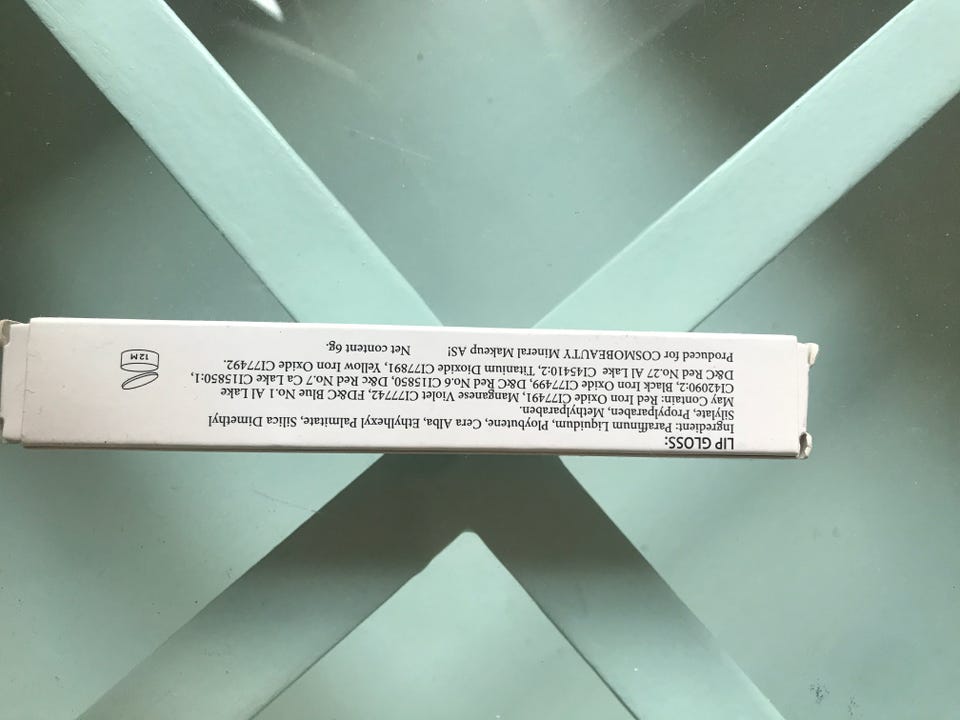 LIP GLOSS:
Ingredient: Paraffinum Liquidum, Ploybutene, Cera Alba, Ethylhexyl Palmitate, Silica Dimethyl
Silylate, Propylparaben, Methylparaben.
May Contain: Iron Red Oxide CI77491, Manganese Violet CI77742, FD&C Blue No.1 Al Lake
CI42090:2, Black Iron Oxide CI77499, D&C Red No.6 CI15850, D&C Red No.7 Ca Lake CI15850:1,
D&C Red No.27 Al Lake CI45410:2, Titanium Dioxide CI77891, Yellow Iron Oxide CI77492.
Produced for COSMOBEAUTY Mineral Makeup AS! Net content 6g.
12M